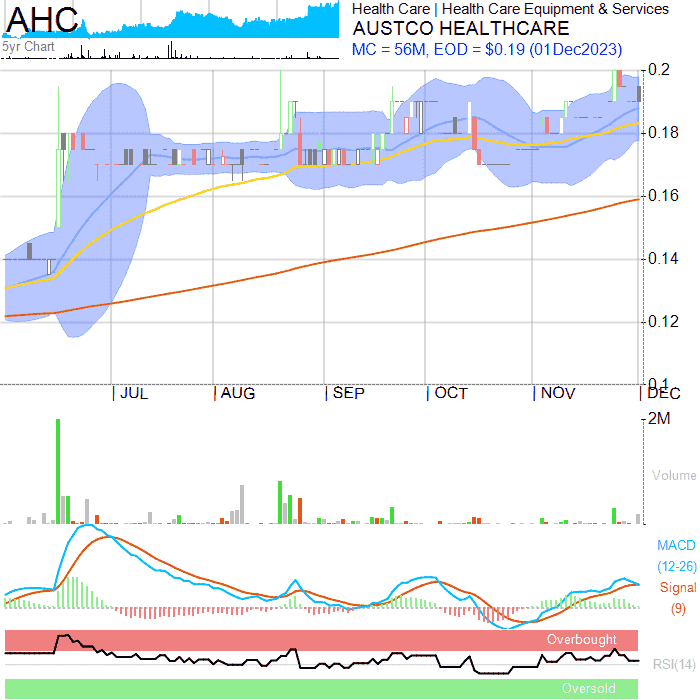 AHC
5yr Chart
Health Care | Health Care Equipment & Services
AUSTCO HEALTHCARE
MC = 56M, EOD = $0.19 (01Dec2023)
0.2
0.18
0.16
0.14
0.12
0.1
JUL AUG SEP OCT NOV DEC
2M
Volume
MACD
(12-26)
Signal
(9)
Overbought
RSI(14)
Oversold